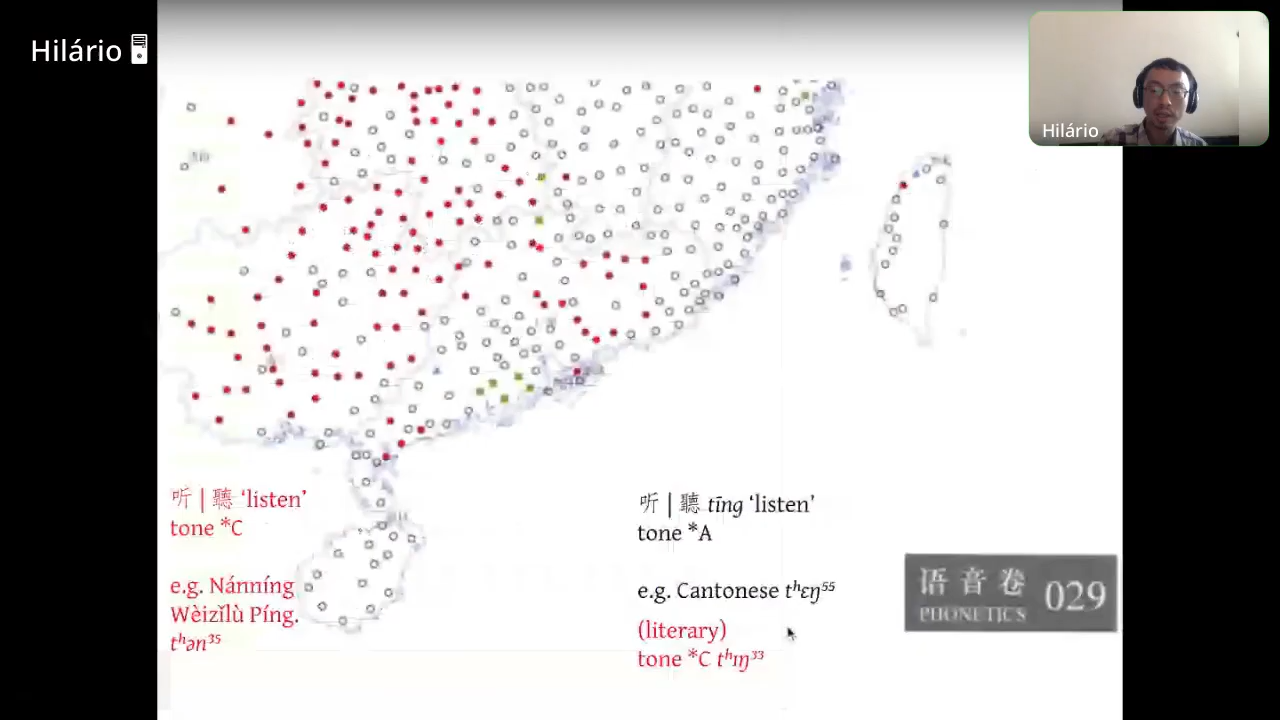 Hilário
Hilário
听 | 聽 ‘listen’
tone *C
e.g. Nánníng
Wèizǐlù Píng.
tʰən³⁵
听 | 聽 tīng ‘listen’
tone *A
e.g. Cantonese tʰɛŋ⁵⁵
(literary)
tone *C tʰɪŋ³³
语音卷 029
PHONETICS